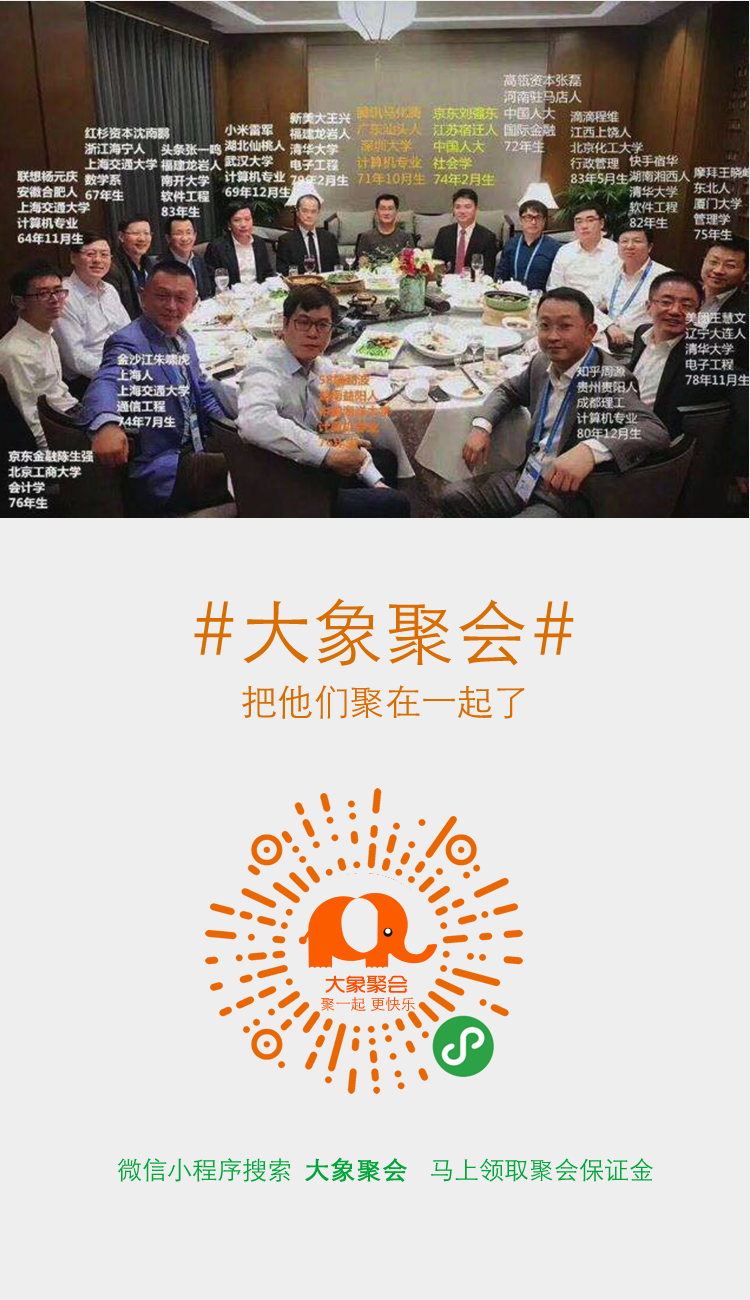 高瓴资本张磊
河南驻马店人
中国人大
国际金融
72年生
腾讯马化腾
广东汕头人
深圳大学
计算机专业
71年10月生
京东刘强东
江苏宿迁人
中国人大
社会学
74年2月生
新美大王兴
福建龙岩人
清华大学
电子工程
79年2月生
小米雷军
湖北仙桃人
武汉大学
计算机专业
69年12月生
滴滴程维
江西上饶人
北京化工大学
行政管理
83年5月生
红杉资本沈南鹏
浙江海宁人
上海交通大学
数学系
67年生
头条张一鸣
福建龙岩人
南开大学
软件工程
83年生
快手宿华
湖南湘西人
清华大学
软件工程
82年生
联想杨元庆
安徽合肥人
上海交通大学
计算机专业
64年11月生
摩拜王晓峰
东北人
厦门大学
管理学
75年生
美团王慧文
辽宁大连人
清华大学
电子工程
78年11月生
金沙江朱啸虎
上海人
上海交通大学
通信工程
74年7月生
计算机专业
知乎周源
贵州贵阳人
成都理工
计算机专业
80年12月生
京东金融陈生强
北京工商大学
会计学
76年生
#大象聚会#
把他们聚在一起了
大象聚会
聚一起 更快乐
微信小程序搜索 大象聚会 马上领取聚会保证金